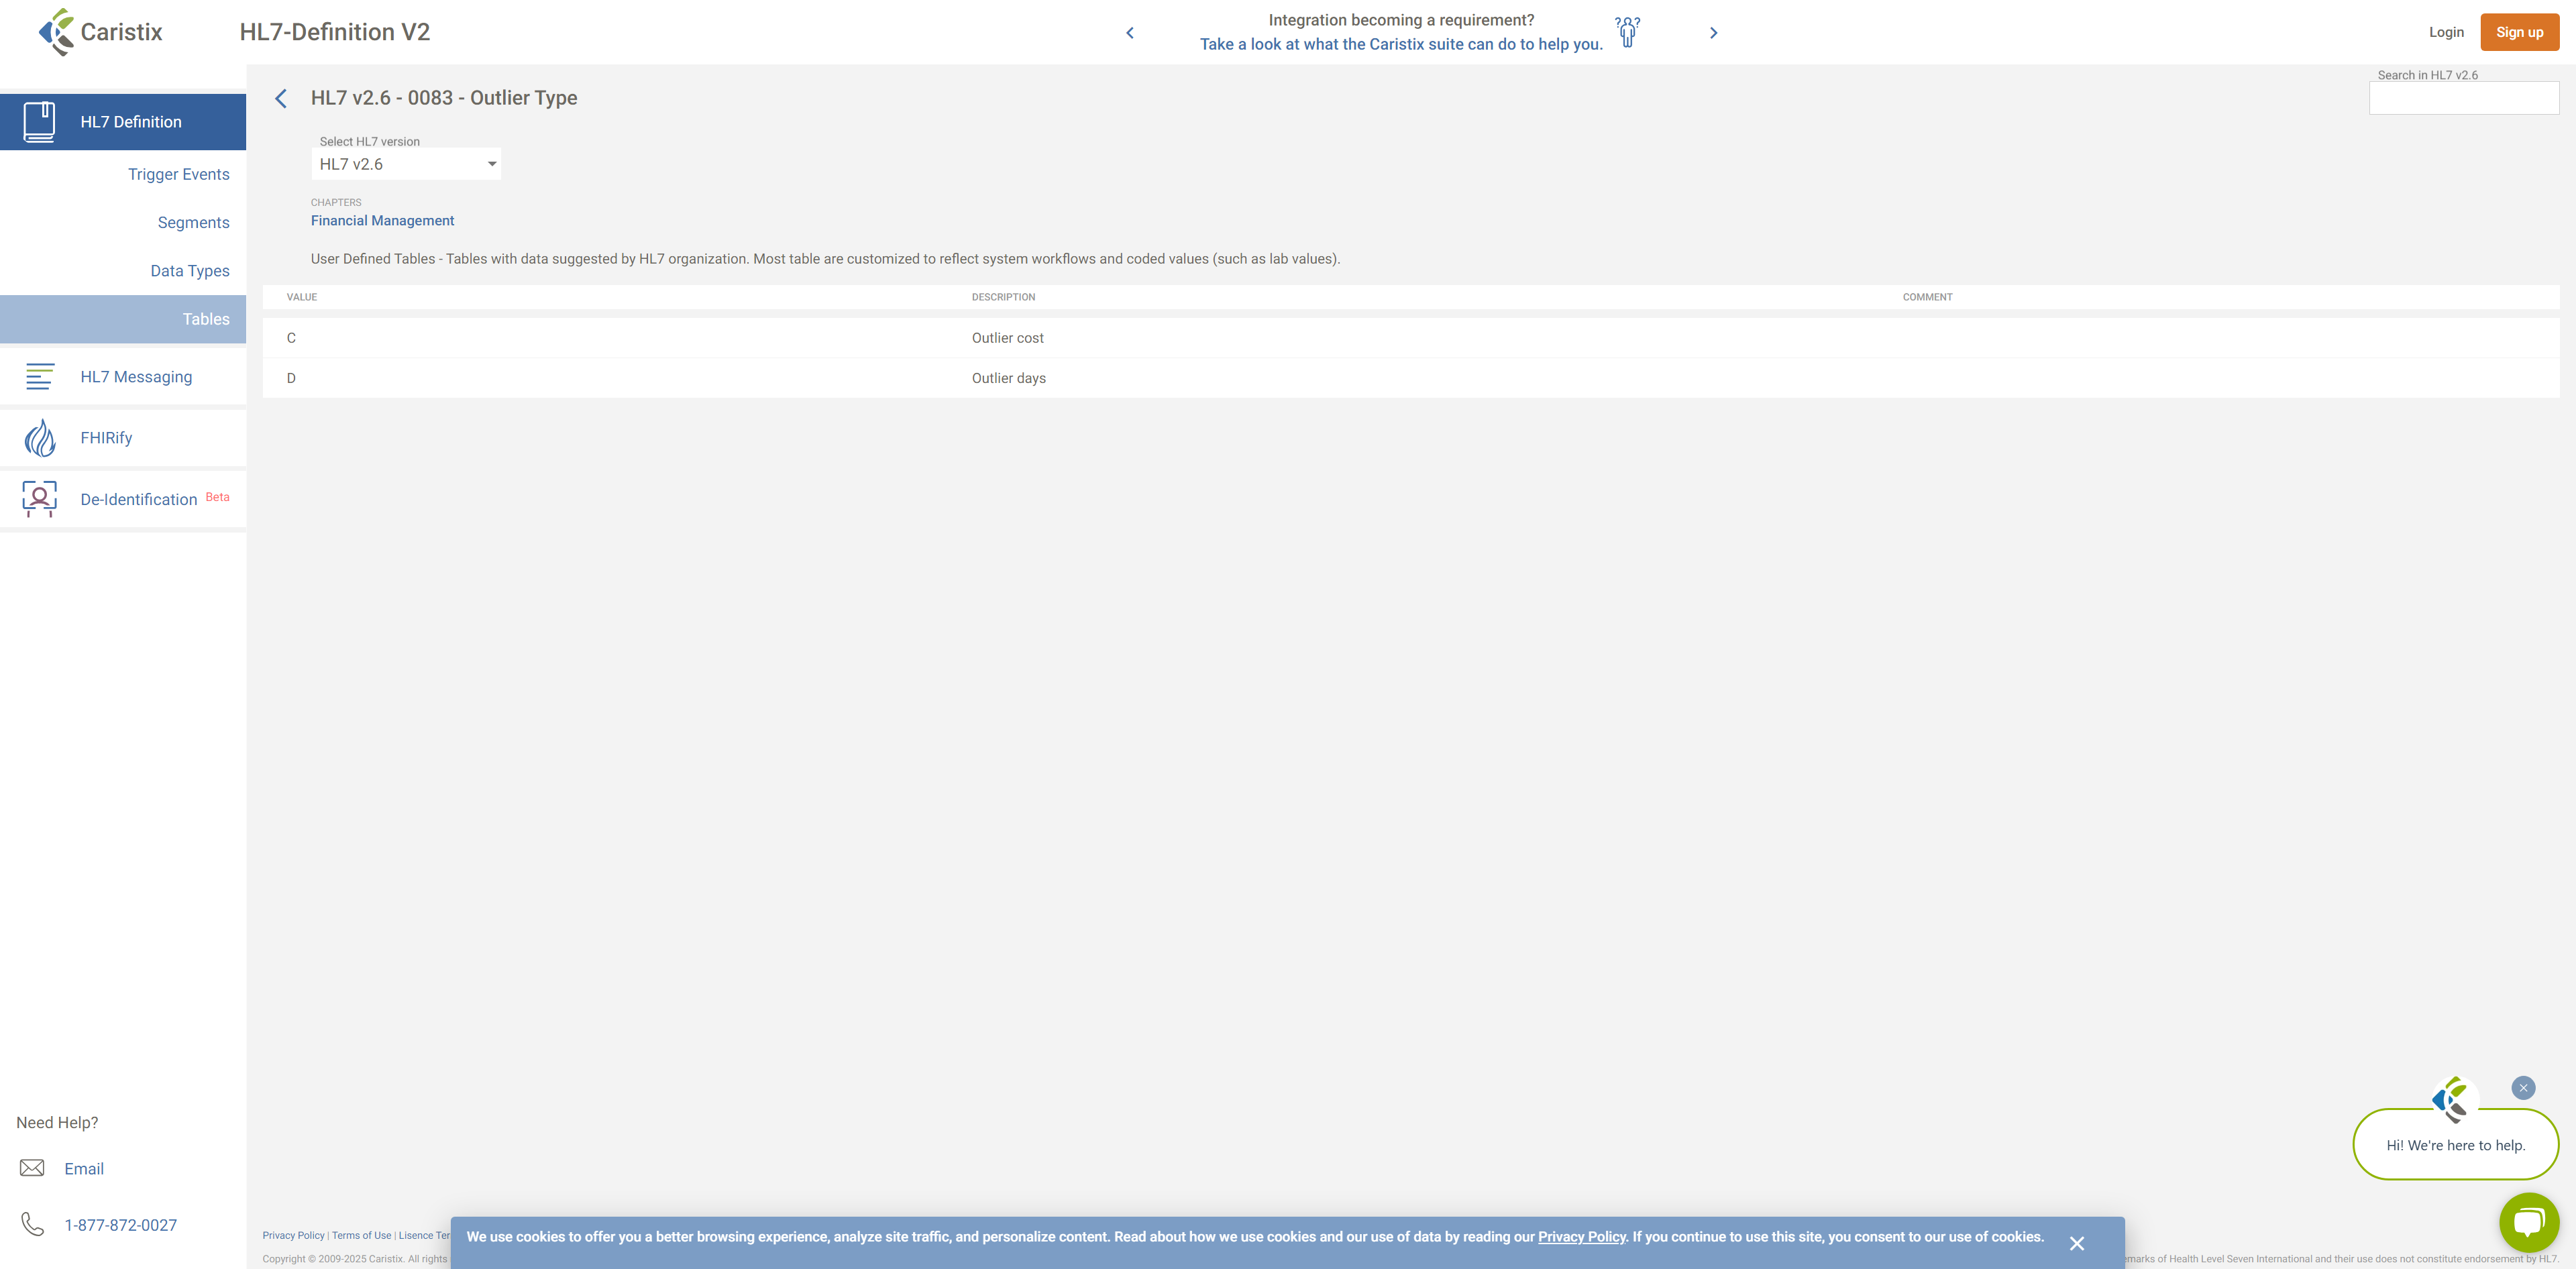 Caristix
HL7-Definition V2
Integration becoming a requirement?
Take a look at what the Caristix suite can do to help you.
Login
Sign up
HL7 Definition
Trigger Events
Segments
Data Types
Tables
HL7 Messaging
FHIRify
De-Identification Beta
Need Help?
Email
1-877-872-0027
HL7 v2.6 - 0083 - Outlier Type
Search in HL7 v2.6
Select HL7 version
HL7 v2.6
CHAPTERS
Financial Management
User Defined Tables - Tables with data suggested by HL7 organization. Most table are customized to reflect system workflows and coded values (such as lab values).
VALUE DESCRIPTION COMMENT
C Outlier cost
D Outlier days
Hi! We're here to help.
Privacy Policy | Terms of Use | Lisence Ter
We use cookies to offer you a better browsing experience, analyze site traffic, and personalize content. Read about how we use cookies and our use of data by reading our Privacy Policy. If you continue to use this site, you consent to our use of cookies.
Copyright © 2009-2025 Caristix. All rights
emarks of Health Level Seven International and their use does not constitute endorsement by HL7.